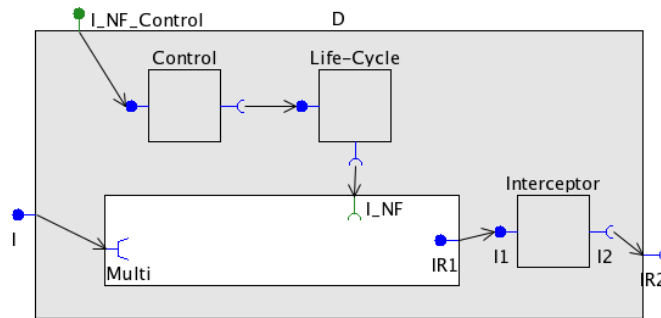 I_NF_Control
D
Control
Life-Cycle
I_NF
Interceptor
I
Multi
IR1
I1
I2
IR2